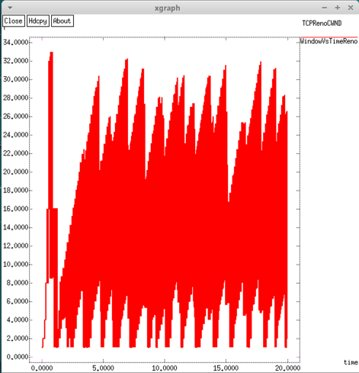 xgraph
Close Hdcpy About
TCPRenoCWND
Y
WindowVsTimeReno
34.0000
32.0000
30.0000
28.0000
26.0000
24.0000
22.0000
20.0000
18.0000
16.0000
14.0000
12.0000
10.0000
8.0000
6.0000
4.0000
2.0000
0.0000
0.0000 5.0000 10.0000 15.0000 20.0000
time